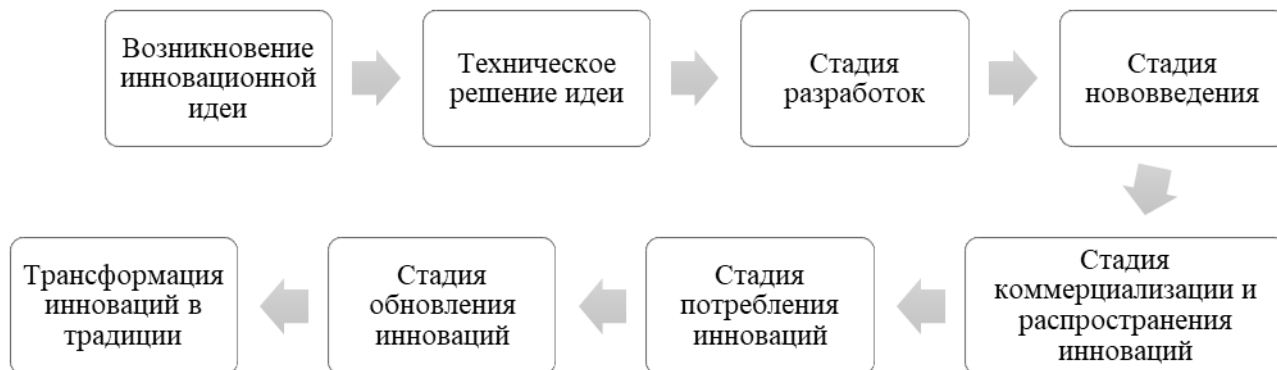 Возникновение
инновационной
идеи
Техническое
решение идеи
Стадия
разработок
Стадия
нововведения
Стадия
коммерциализации и
распространения
инноваций
Стадия
потребления
инноваций
Стадия
обновления
инноваций
Трансформация
инноваций в
традиции